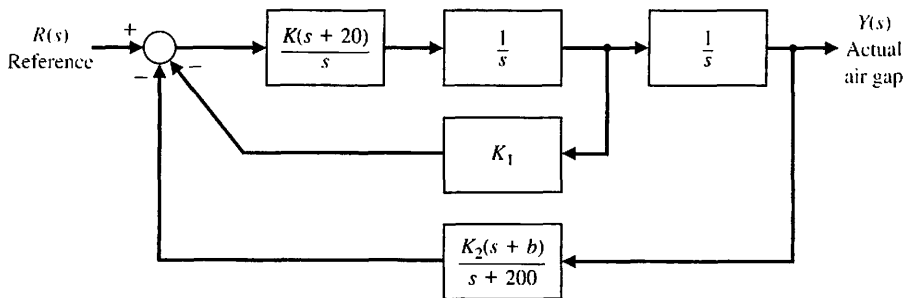 R(s)
Reference
+
−
−
K(s + 20)
s
1
s
1
s
Y(s)
Actual
air gap
K₁
K₂(s + b)
s + 200